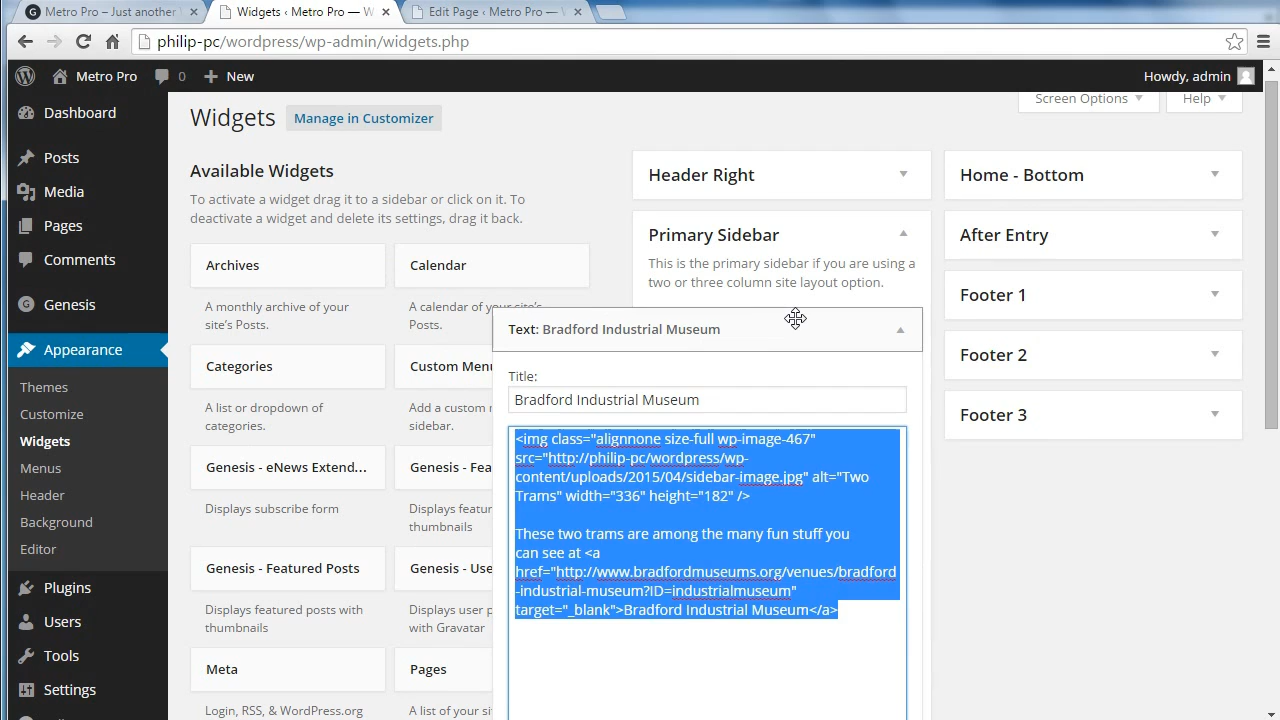 Metro Pro – Just another
Widgets ‹ Metro Pro — W
Edit Page ‹ Metro Pro — 
philip-pc/wordpress/wp-admin/widgets.php
Metro Pro
0
New
Howdy, admin
Dashboard
Posts
Media
Pages
Comments
Genesis
Appearance
Themes
Customize
Widgets
Menus
Header
Background
Editor
Plugins
Users
Tools
Settings
Widgets
Manage in Customizer
Screen Options
Help
Available Widgets
To activate a widget drag it to a sidebar or click on it. To
deactivate a widget and delete its settings, drag it back.
Archives
A monthly archive of your
site's Posts.
Calendar
A calendar of your site's
Posts.
Categories
A list or dropdown of
categories.
Custom Menu
Add a custom
sidebar.
Genesis - eNews Extend...
Displays subscribe form
Genesis - Fea
Displays featur
thumbnails
Genesis - Featured Posts
Displays featured posts with
thumbnails
Genesis - Use
Displays user p
with Gravatar
Meta
Login, RSS, & WordPress.org
Pages
A list of your sit
Header Right
Primary Sidebar
This is the primary sidebar if you are using a
two or three column site layout option.
Text: Bradford Industrial Museum
Title:
Bradford Industrial Museum
<img class="alignnone size-full wp-image-467"
src="http://philip-pc/wordpress/wp-
content/uploads/2015/04/sidebar-image.jpg" alt="Two
Trams" width="336" height="182" />
These two trams are among the many fun stuff you
can see at <a
href="http://www.bradfordmuseums.org/venues/bradford
-industrial-museum?ID=industrialmuseum"
target="_blank">Bradford Industrial Museum</a>
Home - Bottom
After Entry
Footer 1
Footer 2
Footer 3